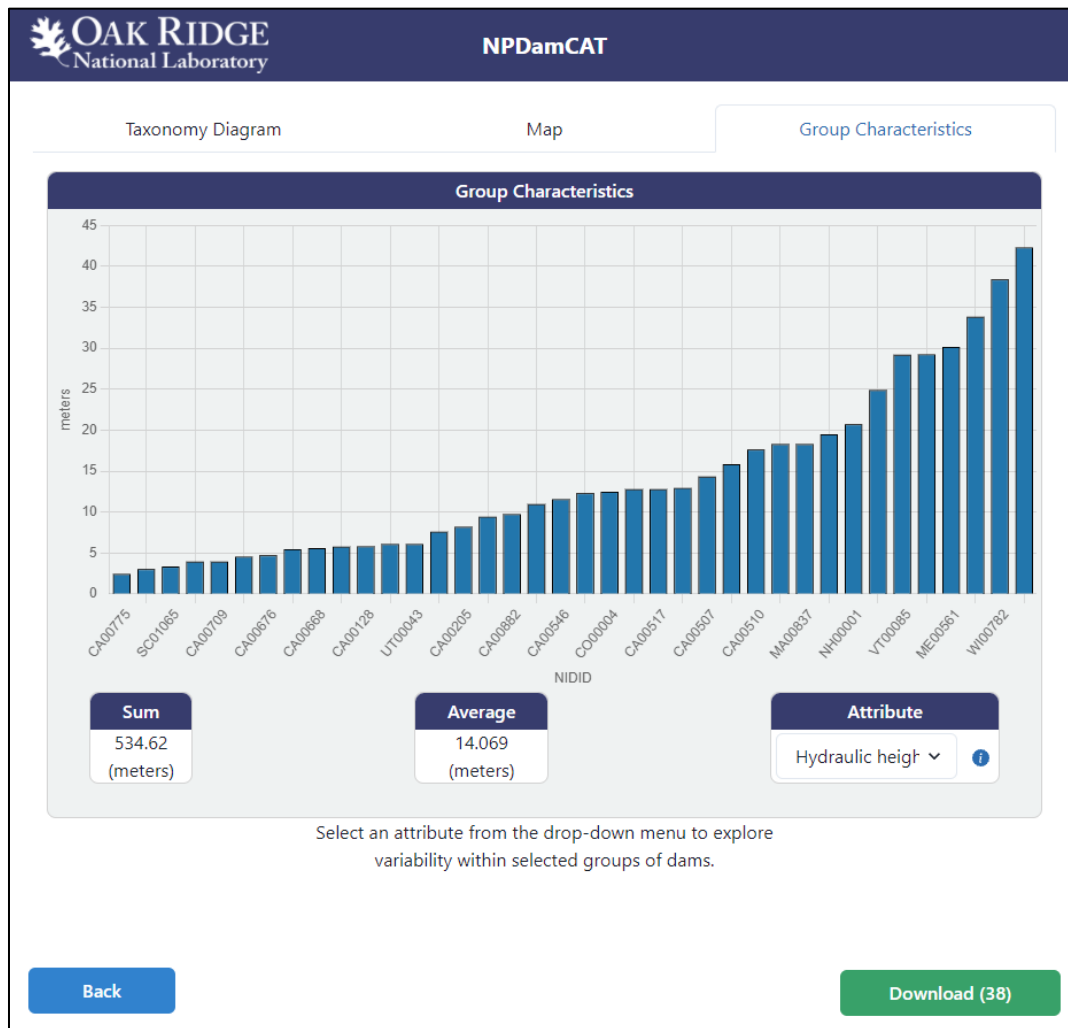 OAK RIDGE
National Laboratory
NPDamCAT
Taxonomy Diagram
Map
Group Characteristics
Group Characteristics
45
40
35
30
25
20
15
10
5
0
meters
CA00775
SC01065
CA00709
CA00676
CA00668
CA00128
UT00043
CA00205
CA00882
CA00546
CO00004
CA00517
CA00507
CA00510
MA00837
NH00001
VT00085
ME00561
WI00782
NIDID
Sum
534.62
(meters)
Average
14.069
(meters)
Attribute
Hydraulic heigh
i
Select an attribute from the drop-down menu to explore
variability within selected groups of dams.
Back
Download (38)